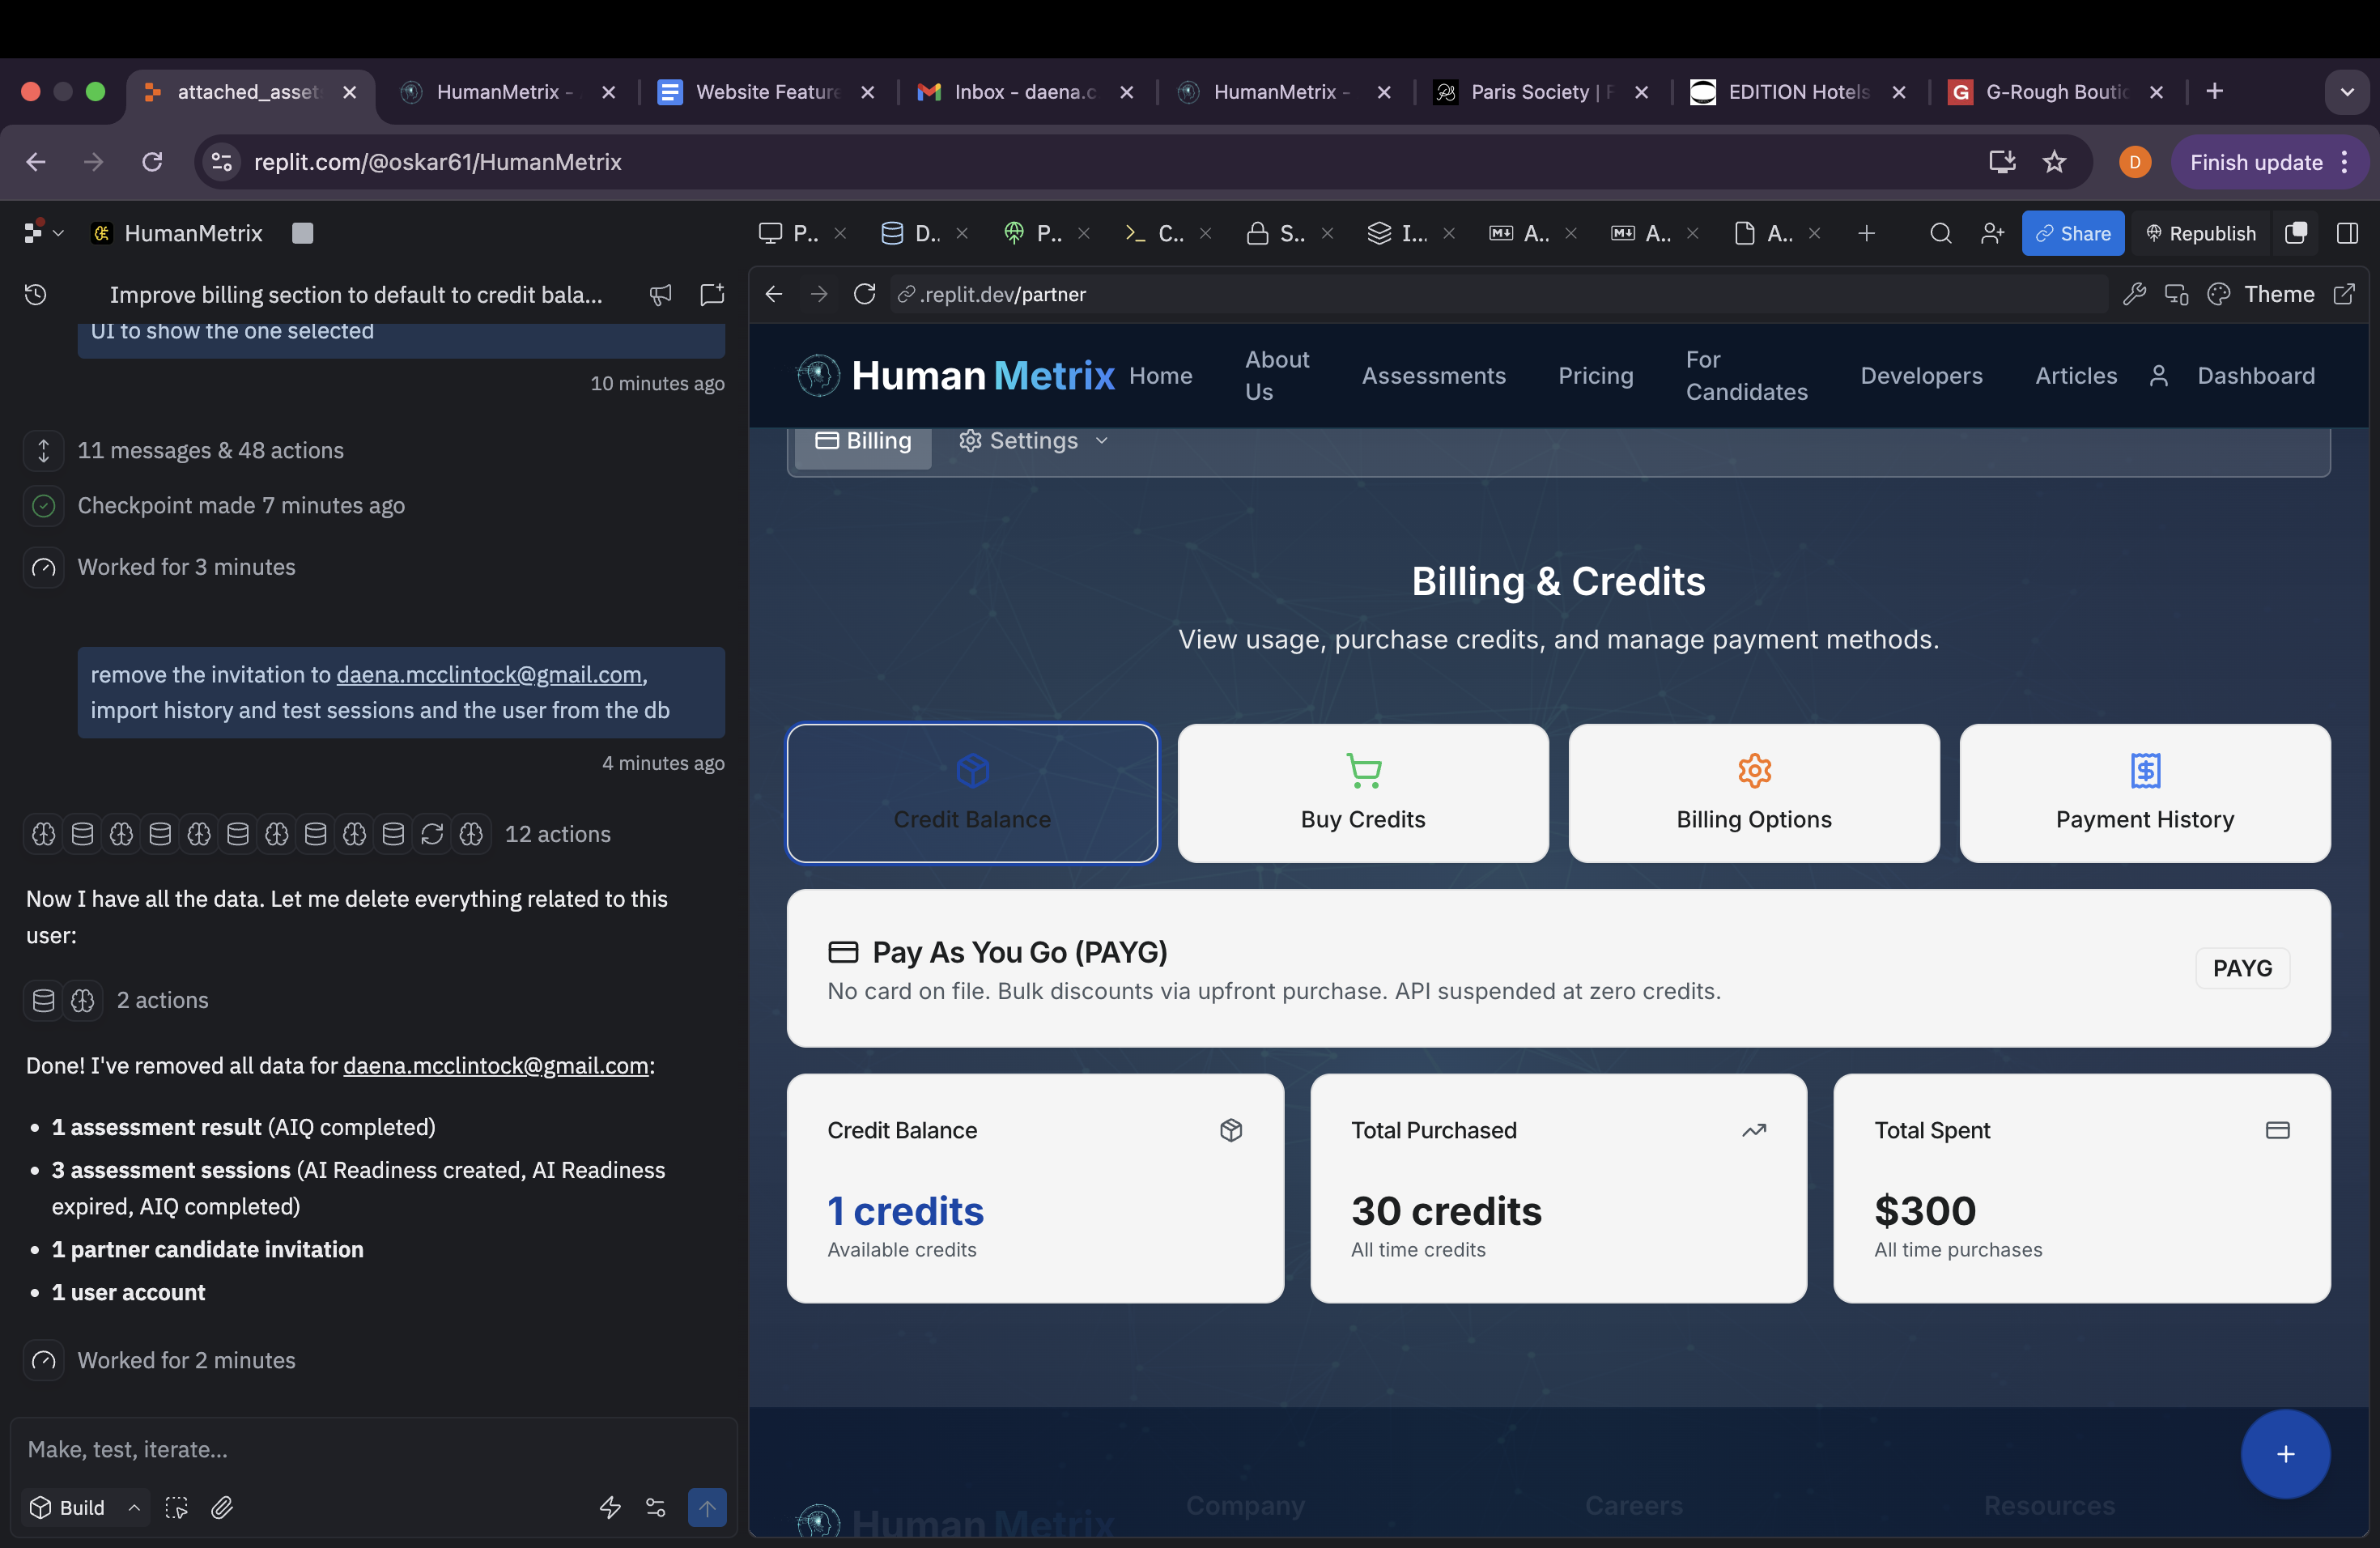 attached_asset
HumanMetrix -
Website Feature
Inbox - daena.c
HumanMetrix -
Paris Society | F
EDITION Hotels
G-Rough Boutic
replit.com/@oskar61/HumanMetrix
D
Finish update
HumanMetrix
P..
D..
P..
C..
S..
I...
A..
A..
A..
Share
Republish
Improve billing section to default to credit bala...
.replit.dev/partner
Theme
UI to show the one selected
10 minutes ago
11 messages & 48 actions
Checkpoint made 7 minutes ago
Worked for 3 minutes
remove the invitation to daena.mcclintock@gmail.com,
import history and test sessions and the user from the db
4 minutes ago
12 actions
Now I have all the data. Let me delete everything related to this
user:
2 actions
Done! I've removed all data for daena.mcclintock@gmail.com:
• 1 assessment result (AIQ completed)
• 3 assessment sessions (AI Readiness created, AI Readiness
expired, AIQ completed)
• 1 partner candidate invitation
• 1 user account
Worked for 2 minutes
Make, test, iterate...
Build
Human Metrix
Home
About
Us
Assessments
Pricing
For
Candidates
Developers
Articles
Dashboard
Billing
Settings
Billing & Credits
View usage, purchase credits, and manage payment methods.
Credit Balance
Buy Credits
Billing Options
Payment History
Pay As You Go (PAYG)
No card on file. Bulk discounts via upfront purchase. API suspended at zero credits.
PAYG
Credit Balance
1 credits
Available credits
Total Purchased
30 credits
All time credits
Total Spent
$300
All time purchases
Human Metrix
Company
Careers
Resources